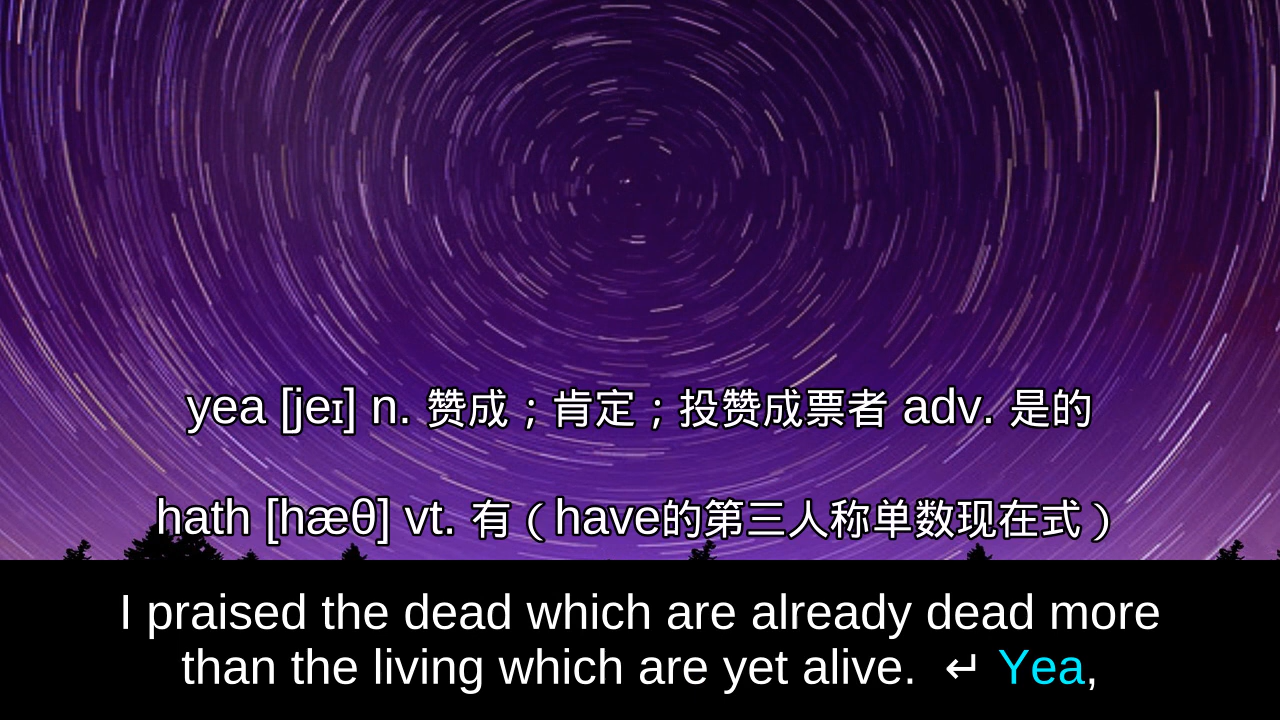 yea [jeɪ] n. 赞成；肯定；投赞成票者 adv. 是的
hath [hæθ] vt. 有（have的第三人称单数现在式）
I praised the dead which are already dead more
than the living which are yet alive. ↵ Yea,